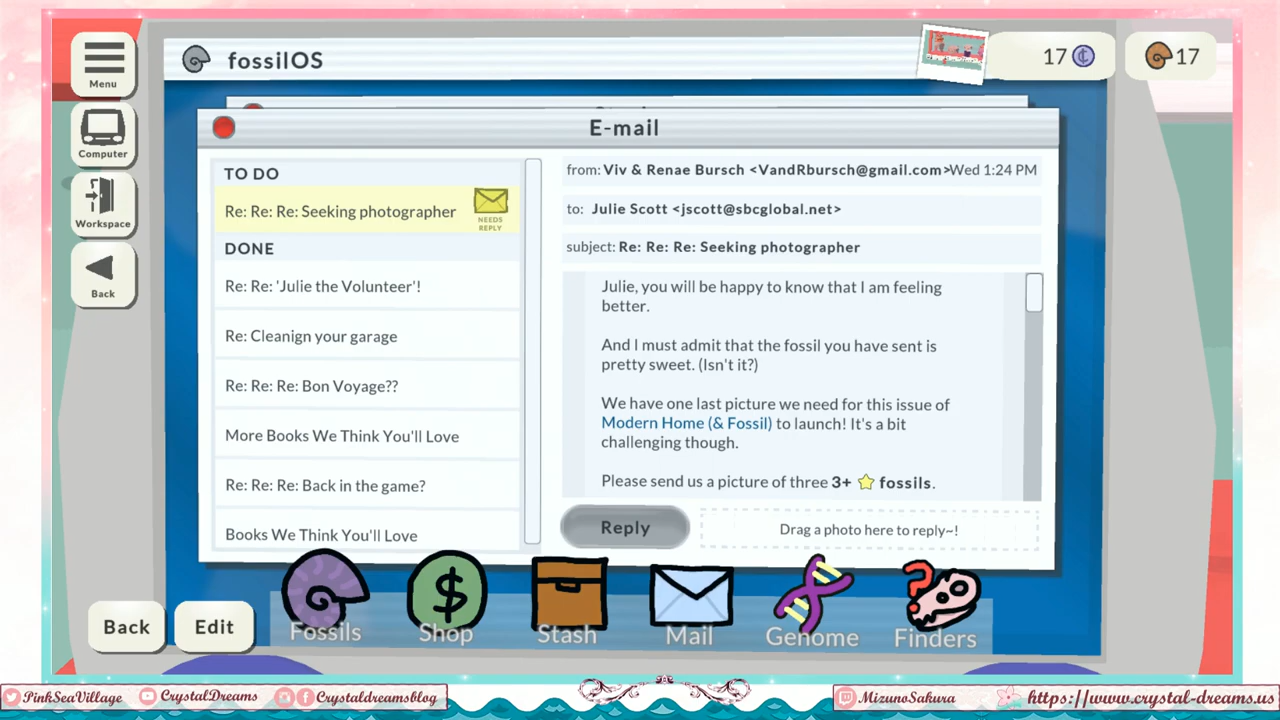 Menu
Computer
Workspace
Back
fossilOS
17
17
E-mail
TO DO
Re: Re: Re: Seeking photographer
NEEDS
REPLY
DONE
Re: Re: 'Julie the Volunteer'!
Re: Cleanign your garage
Re: Re: Re: Bon Voyage??
More Books We Think You'll Love
Re: Re: Re: Back in the game?
Books We Think You'll Love
from: Viv & Renae Bursch <VandRbursch@gmail.com>Wed 1:24 PM
to: Julie Scott <jscott@sbcglobal.net>
subject: Re: Re: Re: Seeking photographer
Julie, you will be happy to know that I am feeling
better.
And I must admit that the fossil you have sent is
pretty sweet. (Isn't it?)
We have one last picture we need for this issue of
Modern Home (& Fossil) to launch! It's a bit
challenging though.
Please send us a picture of three 3+ fossils.
Reply
Drag a photo here to reply~!
Back
Edit
Fossils
Shop
Stash
Mail
Genome
Finders
PinkSeaVillage
CrystalDreams
Crystaldreamsblog
MizunoSakura
https://www.crystal-dreams.us